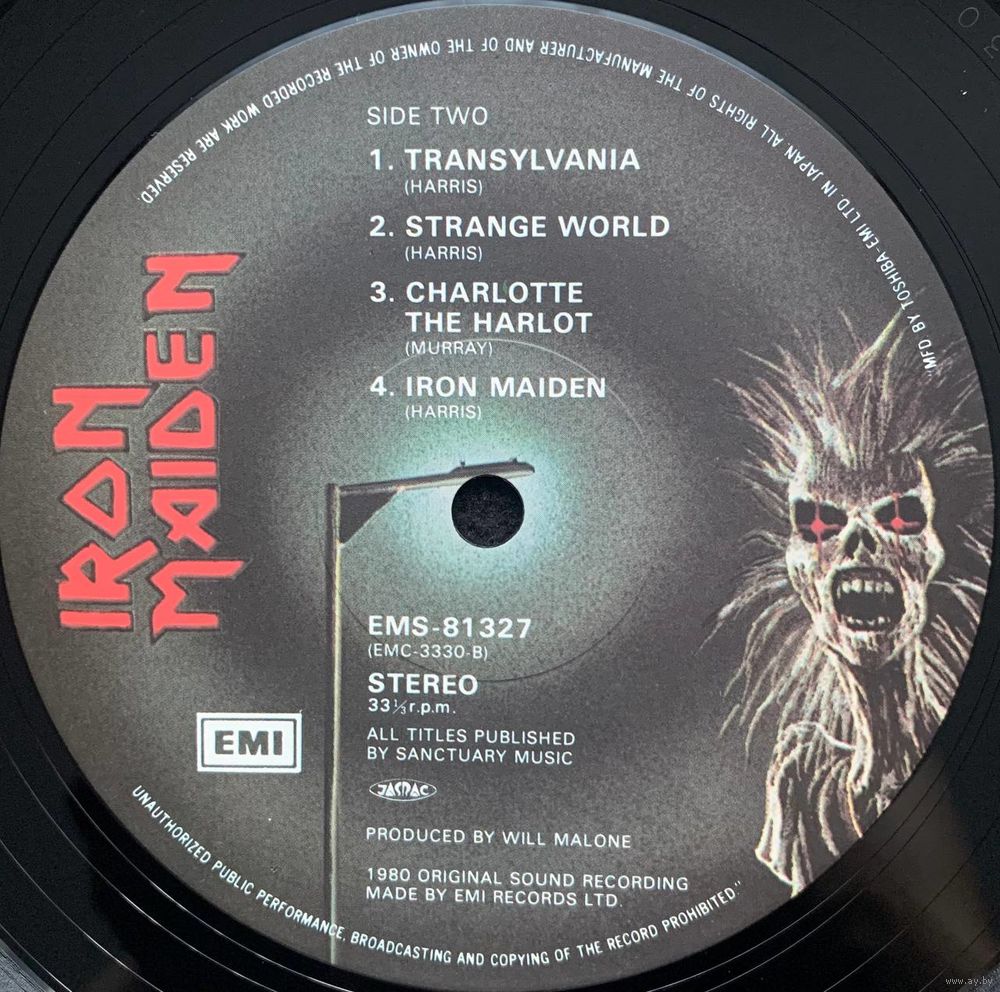 "MFD BY TOSHIBA-EMI LTD. IN JAPAN ALL RIGHTS OF THE MANUFACTURER AND OF THE OWNER OF THE RECORDED WORK ARE RESERVED.
SIDE TWO
1. TRANSYLVANIA
(HARRIS)
2. STRANGE WORLD
(HARRIS)
3. CHARLOTTE
THE HARLOT
(MURRAY)
4. IRON MAIDEN
(HARRIS)
IRON
MAIDEN
EMS-81327
(EMC-3330-B)
STEREO
33⅓ r.p.m.
EMI
ALL TITLES PUBLISHED
BY SANCTUARY MUSIC
JASRAC
PRODUCED BY WILL MALONE
1980 ORIGINAL SOUND RECORDING
MADE BY EMI RECORDS LTD.
UNAUTHORIZED PUBLIC PERFORMANCE, BROADCASTING AND COPYING OF THE RECORD PROHIBITED."
www.ay.by